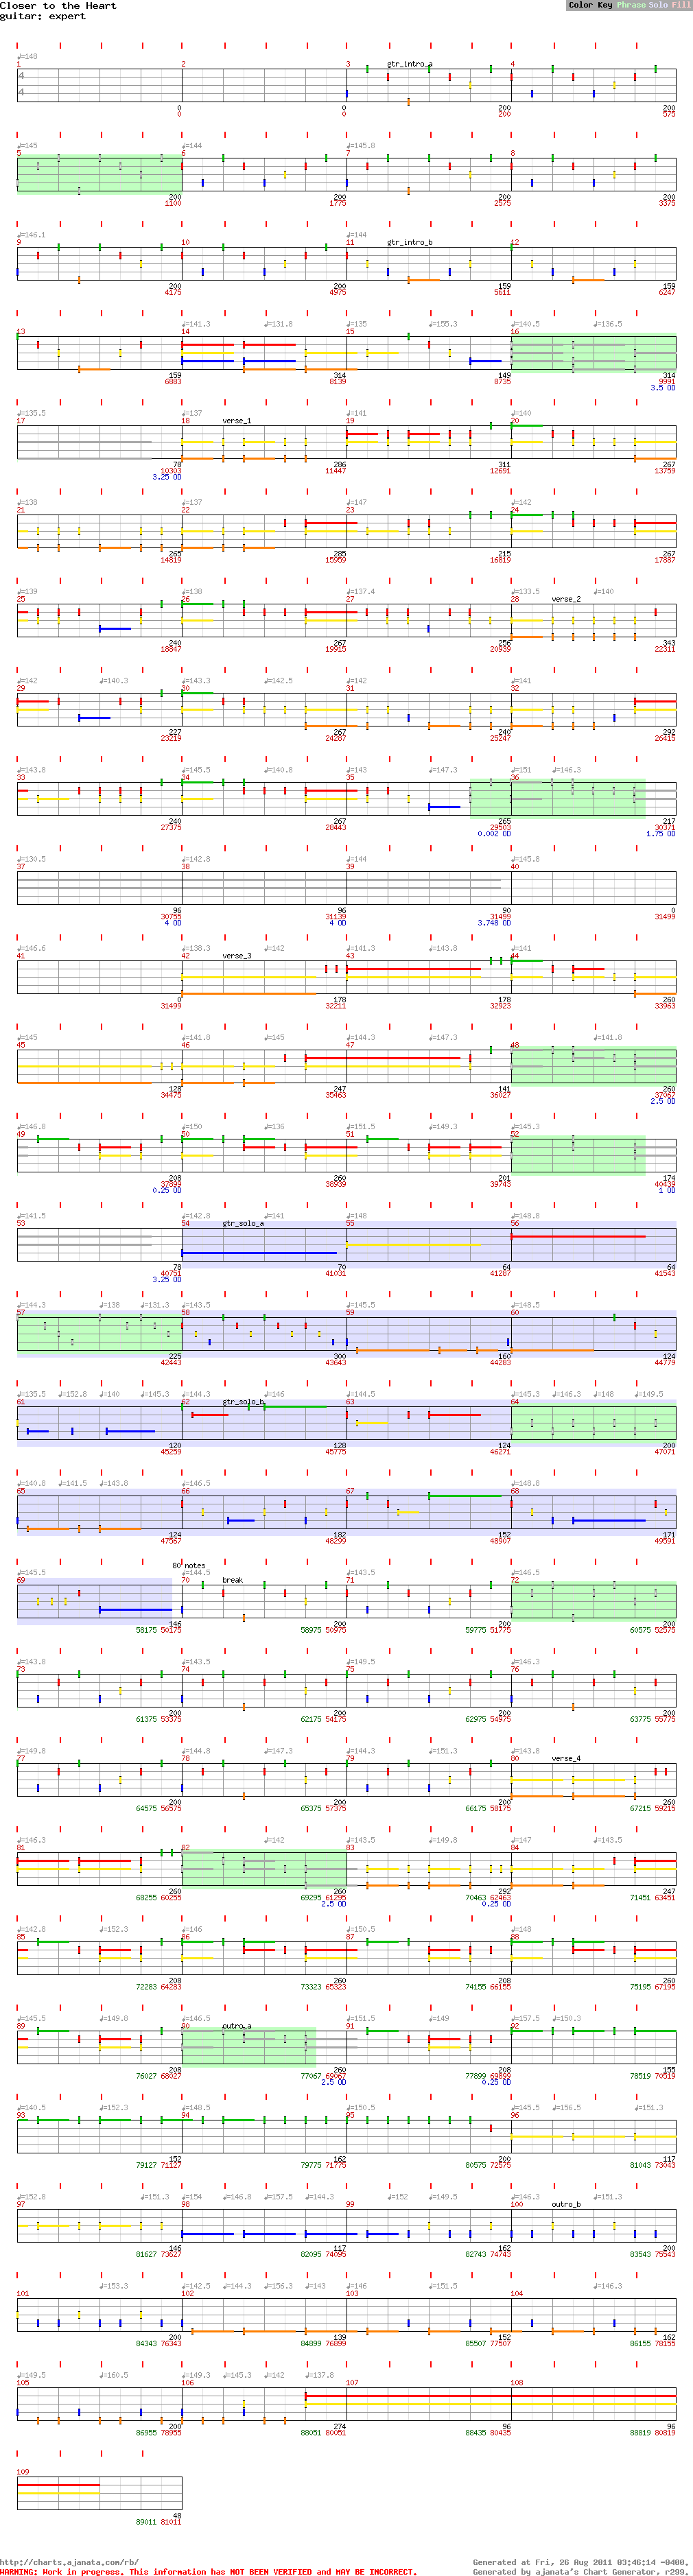 Closer to the Heart
guitar: expert
Color Key Phrase Solo Fill
♩=148
1 2 3 gtr_intro_a 4
4
4
0 0 200 200
0 0 200 575
♩=145 ♩=144 ♩=145.8
5 6 7 8
200 200 200 200
1100 1775 2575 3375
♩=146.1 ♩=144
9 10 11 gtr_intro_b 12
200 200 159 159
4175 4975 5611 6247
♩=141.3 ♩=131.8 ♩=135 ♩=155.3 ♩=140.5 ♩=136.5
13 14 15 16
159 314 149 314
6883 8139 8735 9991
3.5 OD
♩=135.5 ♩=137 ♩=141 ♩=140
17 18 verse_1 19 20
78 286 311 267
10303 11447 12691 13759
3.25 OD
♩=138 ♩=137 ♩=147 ♩=142
21 22 23 24
265 285 215 267
14819 15959 16819 17887
♩=139 ♩=138 ♩=137.4 ♩=133.5 ♩=140
25 26 27 28 verse_2
240 267 256 343
18847 19915 20939 22311
♩=142 ♩=140.3 ♩=143.3 ♩=142.5 ♩=142 ♩=141
29 30 31 32
227 267 240 292
23219 24287 25247 26415
♩=143.8 ♩=145.5 ♩=140.8 ♩=143 ♩=147.3 ♩=151 ♩=146.3
33 34 35 36
240 267 265 217
27375 28443 29503 30371
0.002 OD 1.75 OD
♩=130.5 ♩=142.8 ♩=144 ♩=145.8
37 38 39 40
96 96 90 0
30755 31139 31499 31499
4 OD 4 OD 3.748 OD
♩=146.6 ♩=138.3 ♩=142 ♩=141.3 ♩=143.8 ♩=141
41 42 verse_3 43 44
0 178 178 260
31499 32211 32923 33963
♩=145 ♩=141.8 ♩=145 ♩=144.3 ♩=147.3 ♩=141.8
45 46 47 48
128 247 141 260
34475 35463 36027 37067
2.5 OD
♩=146.8 ♩=150 ♩=136 ♩=151.5 ♩=149.3 ♩=145.3
49 50 51 52
208 260 201 174
37899 38939 39743 40439
0.25 OD 1 OD
♩=141.5 ♩=142.8 ♩=141 ♩=148 ♩=148.8
53 54 gtr_solo_a 55 56
78 70 64 64
40751 41031 41287 41543
3.25 OD
♩=144.3 ♩=138 ♩=131.3 ♩=143.5 ♩=145.5 ♩=148.5
57 58 59 60
225 300 160 124
42443 43643 44283 44779
♩=135.5 ♩=152.8 ♩=140 ♩=145.3 ♩=144.3 ♩=146 ♩=144.5 ♩=145.3 ♩=146.3 ♩=148 ♩=149.5
61 62 gtr_solo_b 63 64
120 128 124 200
45259 45775 46271 47071
♩=140.8 ♩=141.5 ♩=143.8 ♩=146.5 ♩=148.8
65 66 67 68
124 182 152 171
47567 48299 48907 49591
80 notes
♩=145.5 ♩=144.5 ♩=143.5 ♩=146.5
69 70 break 71 72
146 200 200 200
58175 50175 58975 50975 59775 51775 60575 52575
♩=143.8 ♩=143.5 ♩=149.5 ♩=146.3
73 74 75 76
200 200 200 200
61375 53375 62175 54175 62975 54975 63775 55775
♩=149.8 ♩=144.8 ♩=147.3 ♩=144.3 ♩=151.3 ♩=143.8
77 78 79 80 verse_4
200 200 200 260
64575 56575 65375 57375 66175 58175 67215 59215
♩=146.3 ♩=142 ♩=143.5 ♩=149.8 ♩=147 ♩=143.5
81 82 83 84
260 260 292 247
68255 60255 69295 61295 70463 62463 71451 63451
2.5 OD 0.25 OD
♩=142.8 ♩=152.3 ♩=146 ♩=150.5 ♩=148
85 86 87 88
208 260 208 260
72283 64283 73323 65323 74155 66155 75195 67195
♩=145.5 ♩=149.8 ♩=146.5 ♩=151.5 ♩=149 ♩=157.5 ♩=150.3
89 90 outro_a 91 92
208 260 208 155
76027 68027 77067 69067 77899 69899 78519 70519
2.5 OD 0.25 OD
♩=140.5 ♩=152.3 ♩=148.5 ♩=150.5 ♩=145.5 ♩=156.5 ♩=151.3
93 94 95 96
152 162 200 117
79127 71127 79775 71775 80575 72575 81043 73043
♩=152.8 ♩=151.3 ♩=154 ♩=146.8 ♩=157.5 ♩=144.3 ♩=152 ♩=149.5 ♩=146.3 ♩=151.3
97 98 99 100 outro_b
146 117 162 200
81627 73627 82095 74095 82743 74743 83543 75543
♩=153.3 ♩=142.5 ♩=144.3 ♩=156.3 ♩=143 ♩=146 ♩=151.5 ♩=146.3
101 102 103 104
200 139 152 162
84343 76343 84899 76899 85507 77507 86155 78155
♩=149.5 ♩=160.5 ♩=149.3 ♩=145.3 ♩=142 ♩=137.8
105 106 107 108
200 274 96 96
86955 78955 88051 80051 88435 80435 88819 80819
109
48
89011 81011
http://charts.ajanata.com/rb/
Generated at Fri, 26 Aug 2011 03:46:14 -0400.
WARNING: Work in progress. This information has NOT BEEN VERIFIED and MAY BE INCORRECT.
Generated by ajanata's Chart Generator, r299.